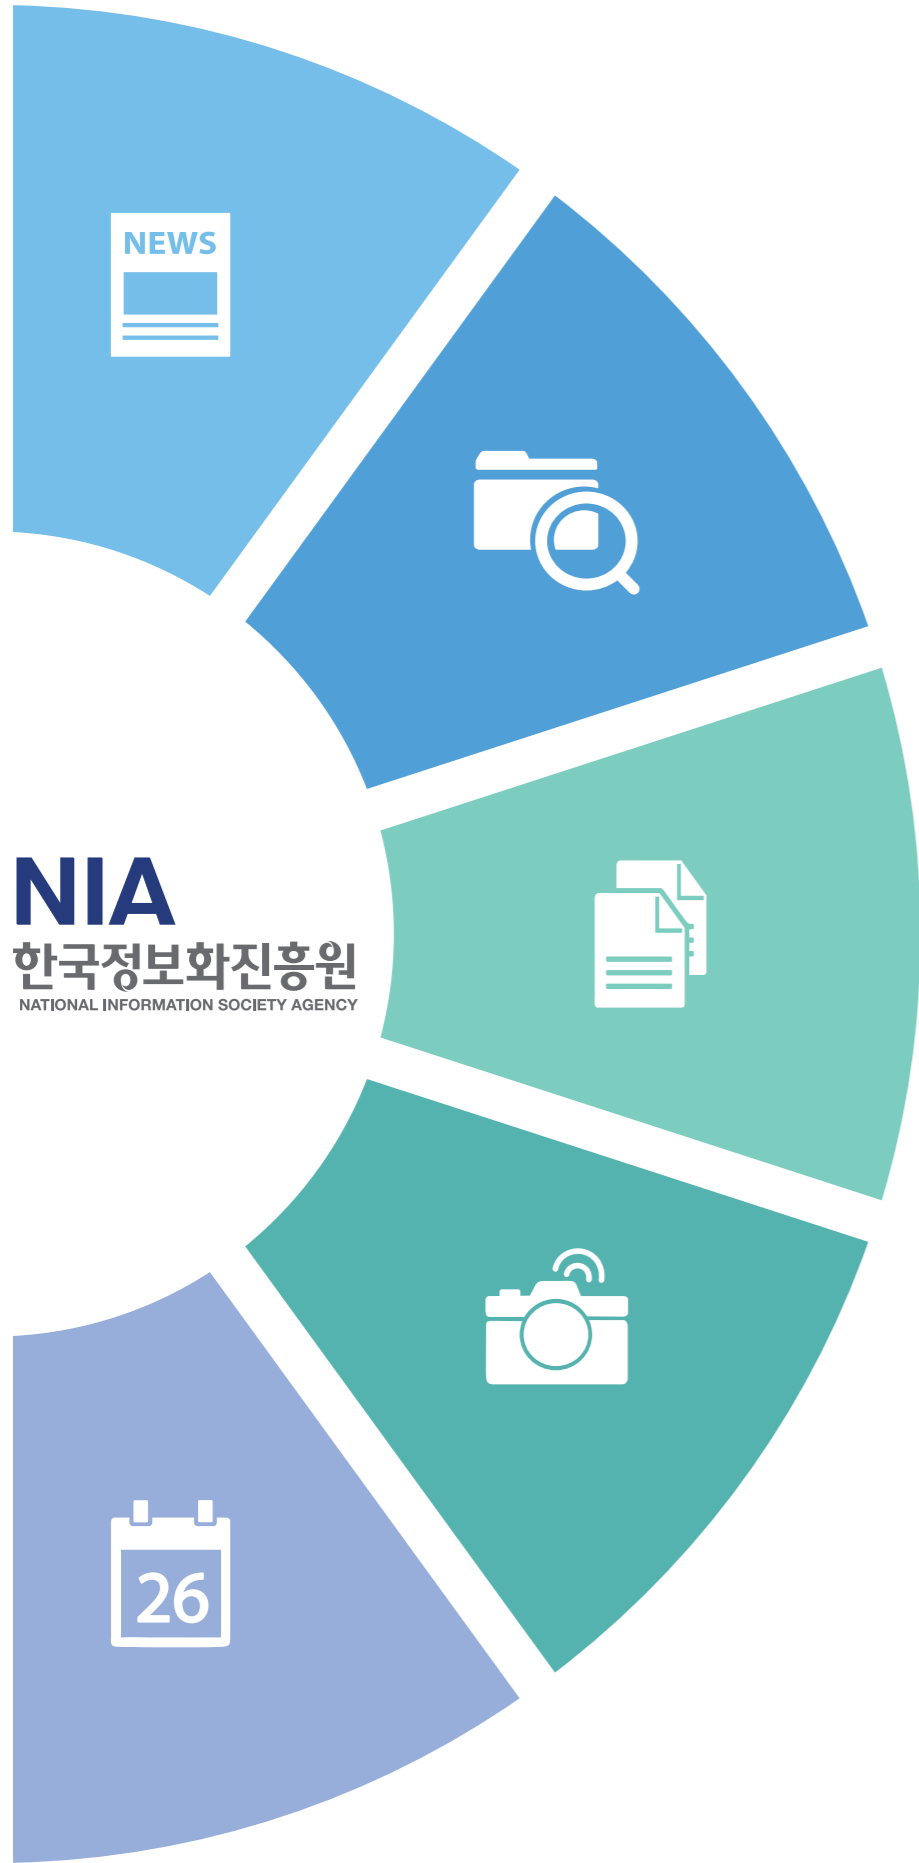 NEWS
NIA
한국정보화진흥원
NATIONAL INFORMATION SOCIETY AGENCY
26